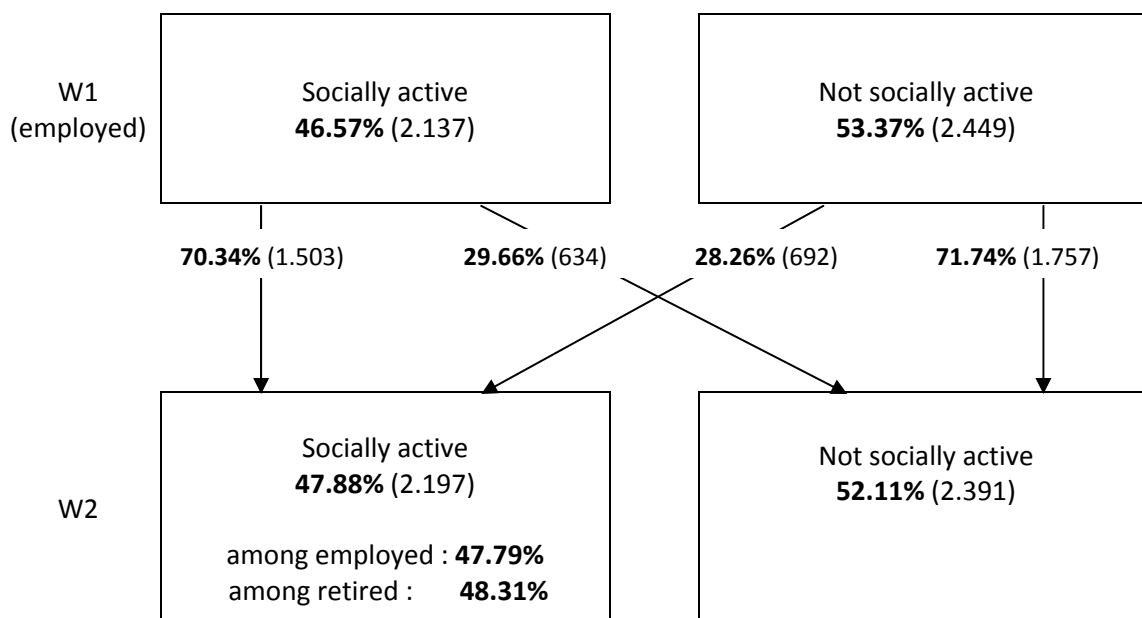 W1
(employed)
Socially active
46.57% (2.137)
Not socially active
53.37% (2.449)
70.34% (1.503)
29.66% (634)
28.26% (692)
71.74% (1.757)
W2
Socially active
47.88% (2.197)
among employed : 47.79%
among retired : 48.31%
Not socially active
52.11% (2.391)